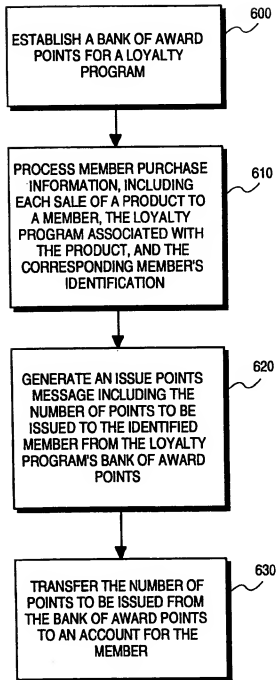 600
ESTABLISH A BANK OF AWARD
POINTS FOR A LOYALTY
PROGRAM
610
PROCESS MEMBER PURCHASE
INFORMATION, INCLUDING
EACH SALE OF A PRODUCT TO
A MEMBER, THE LOYALTY
PROGRAM ASSOCIATED WITH
THE PRODUCT, AND THE
CORRESPONDING MEMBER'S
IDENTIFICATION
620
GENERATE AN ISSUE POINTS
MESSAGE INCLUDING THE
NUMBER OF POINTS TO BE
ISSUED TO THE IDENTIFIED
MEMBER FROM THE LOYALTY
PROGRAM'S BANK OF AWARD
POINTS
630
TRANSFER THE NUMBER OF
POINTS TO BE ISSUED FROM
THE BANK OF AWARD POINTS
TO AN ACCOUNT FOR THE
MEMBER